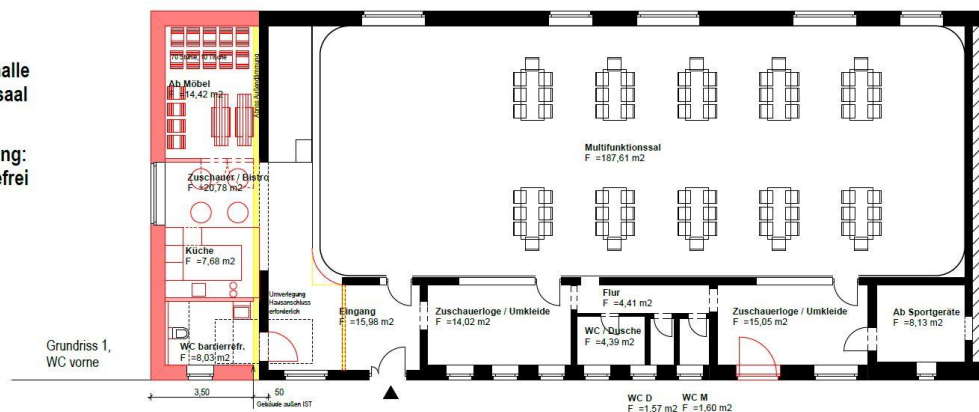 alle
saal
ng:
efrei
70 Stühle, 10 Tische
Ab Möbel
F =14,42 m2
Abriss Außendämmung
Zuschauer / Bistro
F =20,78 m2
Küche
F =7,68 m2
WC barrierefr.
F =8,03 m2
Umverlegung
Hausanschluss
erforderlich
Multifunktionssal
F =187,61 m2
Eingang
F =15,98 m2
Zuschauerloge / Umkleide
F =14,02 m2
Flur
F =4,41 m2
WC / Dusche
F =4,39 m2
Zuschauerloge / Umkleide
F =15,05 m2
Ab Sportgeräte
F =8,13 m2
Grundriss 1,
WC vorne
3,50
50
Gebäude außen IST
WC D
F =1,57 m2
WC M
F =1,60 m2